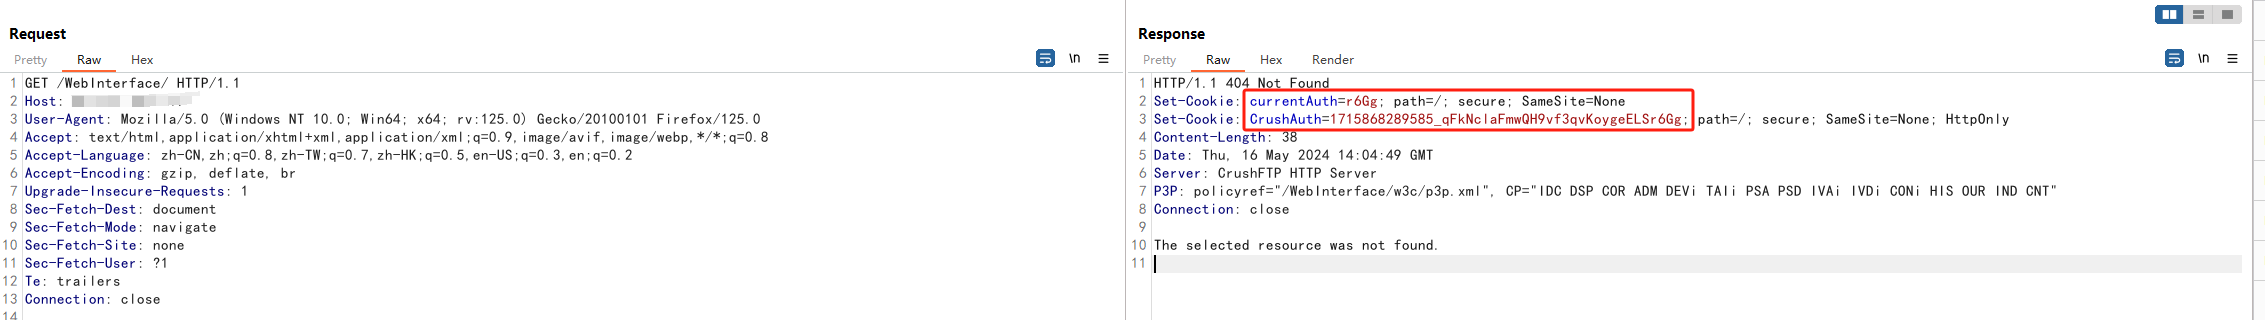 Request
Pretty Raw Hex
\n
1 GET /WebInterface/ HTTP/1.1
2 Host:
3 User-Agent: Mozilla/5.0 (Windows NT 10.0; Win64; x64; rv:125.0) Gecko/20100101 Firefox/125.0
4 Accept: text/html,application/xhtml+xml,application/xml;q=0.9,image/avif,image/webp,*/*;q=0.8
5 Accept-Language: zh-CN,zh;q=0.8,zh-TW;q=0.7,zh-HK;q=0.5,en-US;q=0.3,en;q=0.2
6 Accept-Encoding: gzip, deflate, br
7 Upgrade-Insecure-Requests: 1
8 Sec-Fetch-Dest: document
9 Sec-Fetch-Mode: navigate
10 Sec-Fetch-Site: none
11 Sec-Fetch-User: ?1
12 Te: trailers
13 Connection: close
14
Response
Pretty Raw Hex Render
\n
1 HTTP/1.1 404 Not Found
2 Set-Cookie: currentAuth=r6Gg; path=/; secure; SameSite=None
3 Set-Cookie: CrushAuth=1715868289585_qFkNclaFmwQH9vf3qvKoygeELSr6Gg; path=/; secure; SameSite=None; HttpOnly
4 Content-Length: 38
5 Date: Thu, 16 May 2024 14:04:49 GMT
6 Server: CrushFTP HTTP Server
7 P3P: policyref="/WebInterface/w3c/p3p.xml", CP="IDC DSP COR ADM DEVi TAIi PSA PSD IVAi IVDi CONi HIS OUR IND CNT"
8 Connection: close
9
10 The selected resource was not found.
11